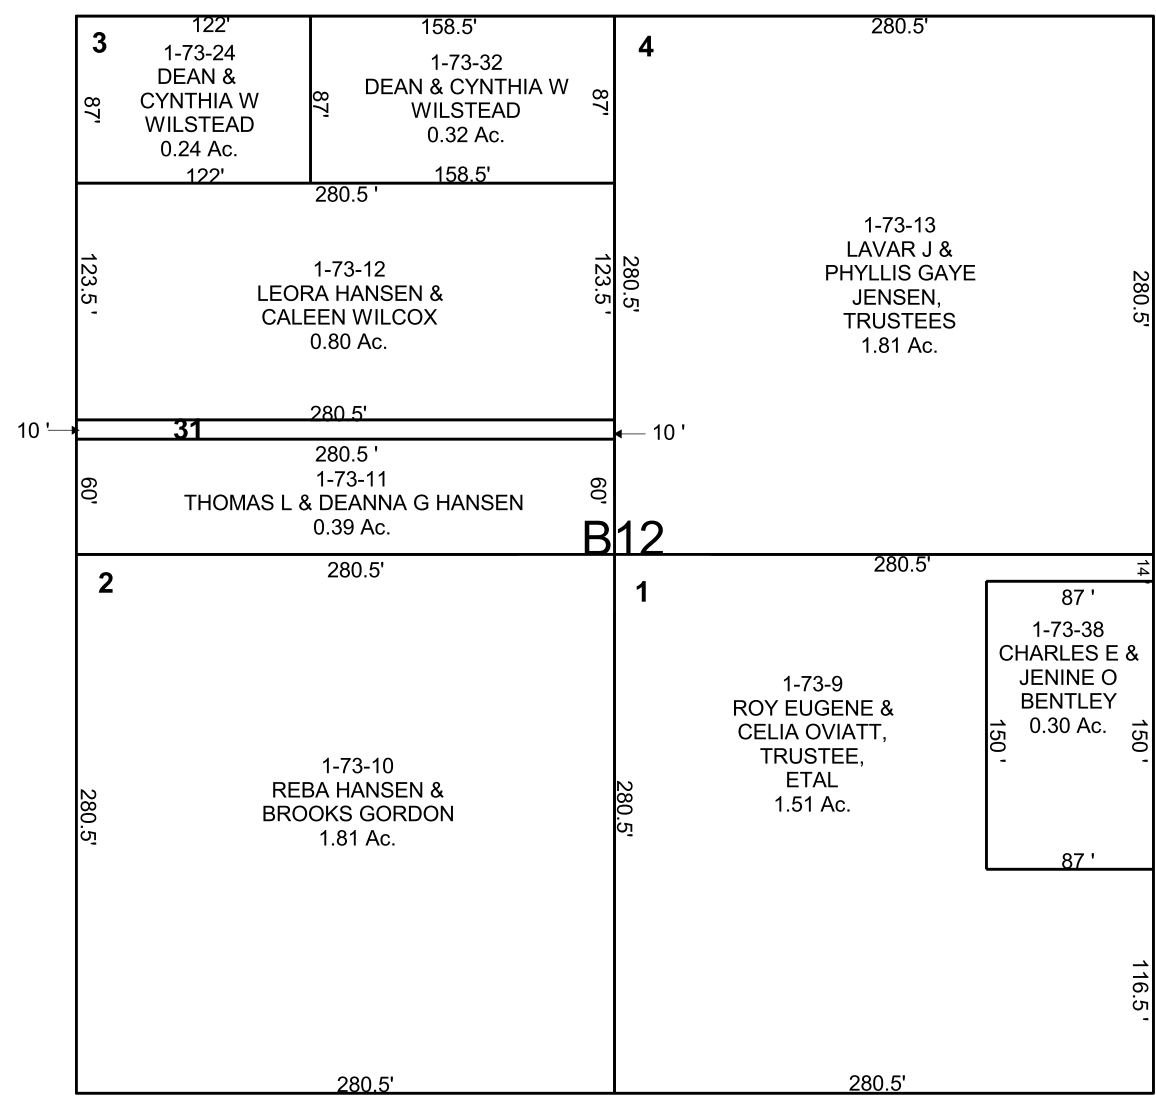 122'
158.5'
280.5'
3
4
1-73-24
DEAN &
CYNTHIA W
WILSTEAD
0.24 Ac.
122'
87'
87'
1-73-32
DEAN & CYNTHIA W
WILSTEAD
0.32 Ac.
158.5'
87'
280.5 '
123.5 '
1-73-12
LEORA HANSEN &
CALEEN WILCOX
0.80 Ac.
123.5 '
280.5'
280.5'
1-73-13
LAVAR J &
PHYLLIS GAYE
JENSEN,
TRUSTEES
1.81 Ac.
280.5'
10 '
31
10 '
280.5 '
60'
1-73-11
THOMAS L & DEANNA G HANSEN
0.39 Ac.
60'
B12
280.5'
280.5'
14'
2
1
87 '
1-73-38
CHARLES E &
JENINE O
BENTLEY
0.30 Ac.
150 '
150 '
87 '
1-73-9
ROY EUGENE &
CELIA OVIATT,
TRUSTEE,
ETAL
1.51 Ac.
1-73-10
REBA HANSEN &
BROOKS GORDON
1.81 Ac.
280.5'
280.5'
116.5 '
280.5'
280.5'